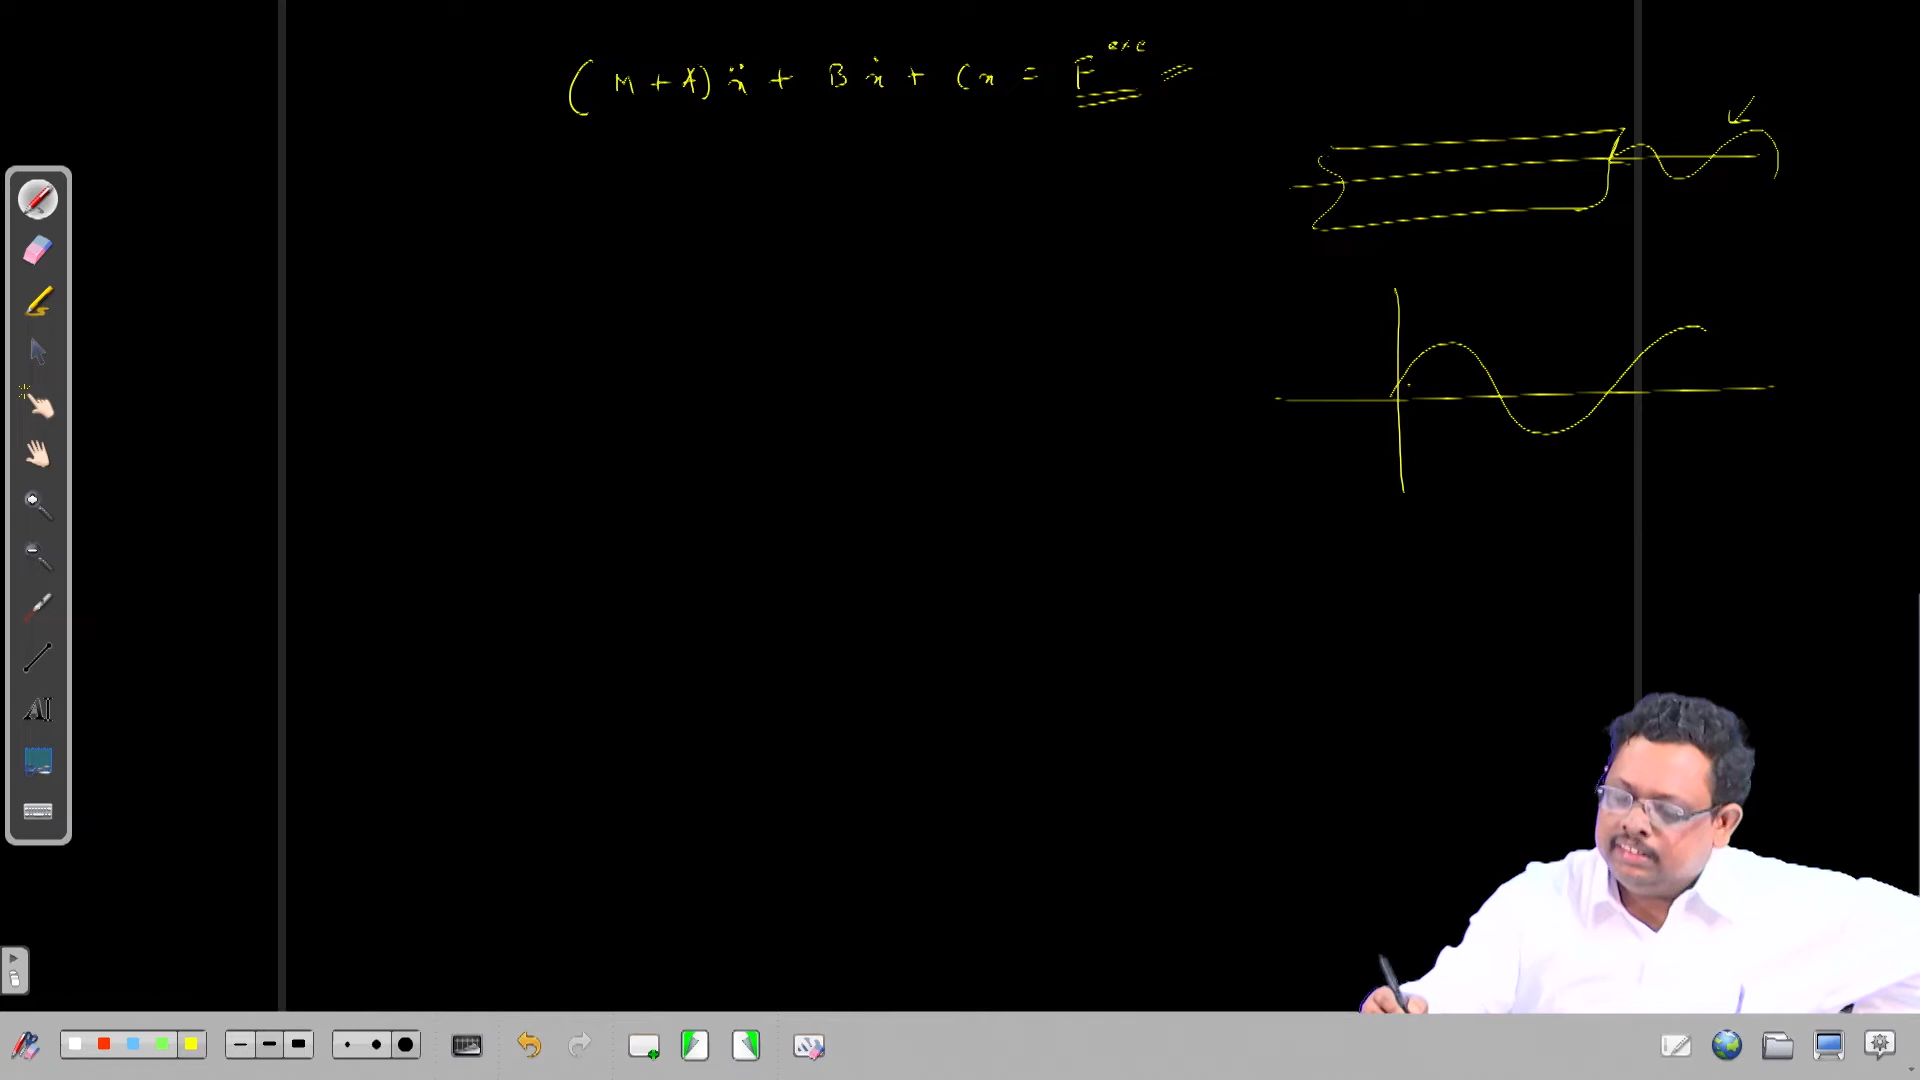 (M + A) ẍ + B ẋ + C x = F^exc